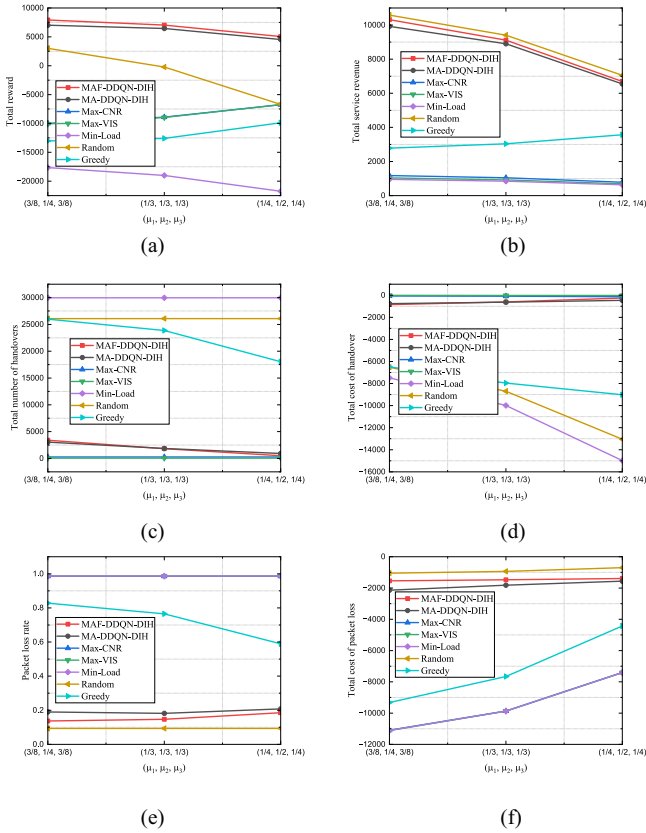 10000
7500
5000
2500
0
-2500
-5000
-7500
-10000
-12500
-15000
-17500
-20000
Total reward
MAF-DDQN-DIH
MA-DDQN-DIH
Max-CNR
Max-VIS
Min-Load
Random
Greedy
(3/8, 1/4, 3/8)
(1/3, 1/3, 1/3)
(1/4, 1/2, 1/4)
(μ1, μ2, μ3)
(a)
10000
8000
6000
4000
2000
0
Total service revenue
MAF-DDQN-DIH
MA-DDQN-DIH
Max-CNR
Max-VIS
Min-Load
Random
Greedy
(3/8, 1/4, 3/8)
(1/3, 1/3, 1/3)
(1/4, 1/2, 1/4)
(μ1, μ2, μ3)
(b)
30000
25000
20000
15000
10000
5000
0
Total number of handovers
MAF-DDQN-DIH
MA-DDQN-DIH
Max-CNR
Max-VIS
Min-Load
Random
Greedy
(3/8, 1/4, 3/8)
(1/3, 1/3, 1/3)
(1/4, 1/2, 1/4)
(μ1, μ2, μ3)
(c)
0
-2000
-4000
-6000
-8000
-10000
-12000
-14000
-16000
Total cost of handover
MAF-DDQN-DIH
MA-DDQN-DIH
Max-CNR
Max-VIS
Min-Load
Random
Greedy
(3/8, 1/4, 3/8)
(1/3, 1/3, 1/3)
(1/4, 1/2, 1/4)
(μ1, μ2, μ3)
(d)
1.0
0.8
0.6
0.4
0.2
0.0
Packet loss rate
MAF-DDQN-DIH
MA-DDQN-DIH
Max-CNR
Max-VIS
Min-Load
Random
Greedy
(3/8, 1/4, 3/8)
(1/3, 1/3, 1/3)
(1/4, 1/2, 1/4)
(μ1, μ2, μ3)
(e)
0
-2000
-4000
-6000
-8000
-10000
-12000
Total cost of packet loss
MAF-DDQN-DIH
MA-DDQN-DIH
Max-CNR
Max-VIS
Min-Load
Random
Greedy
(3/8, 1/4, 3/8)
(1/3, 1/3, 1/3)
(1/4, 1/2, 1/4)
(μ1, μ2, μ3)
(f)